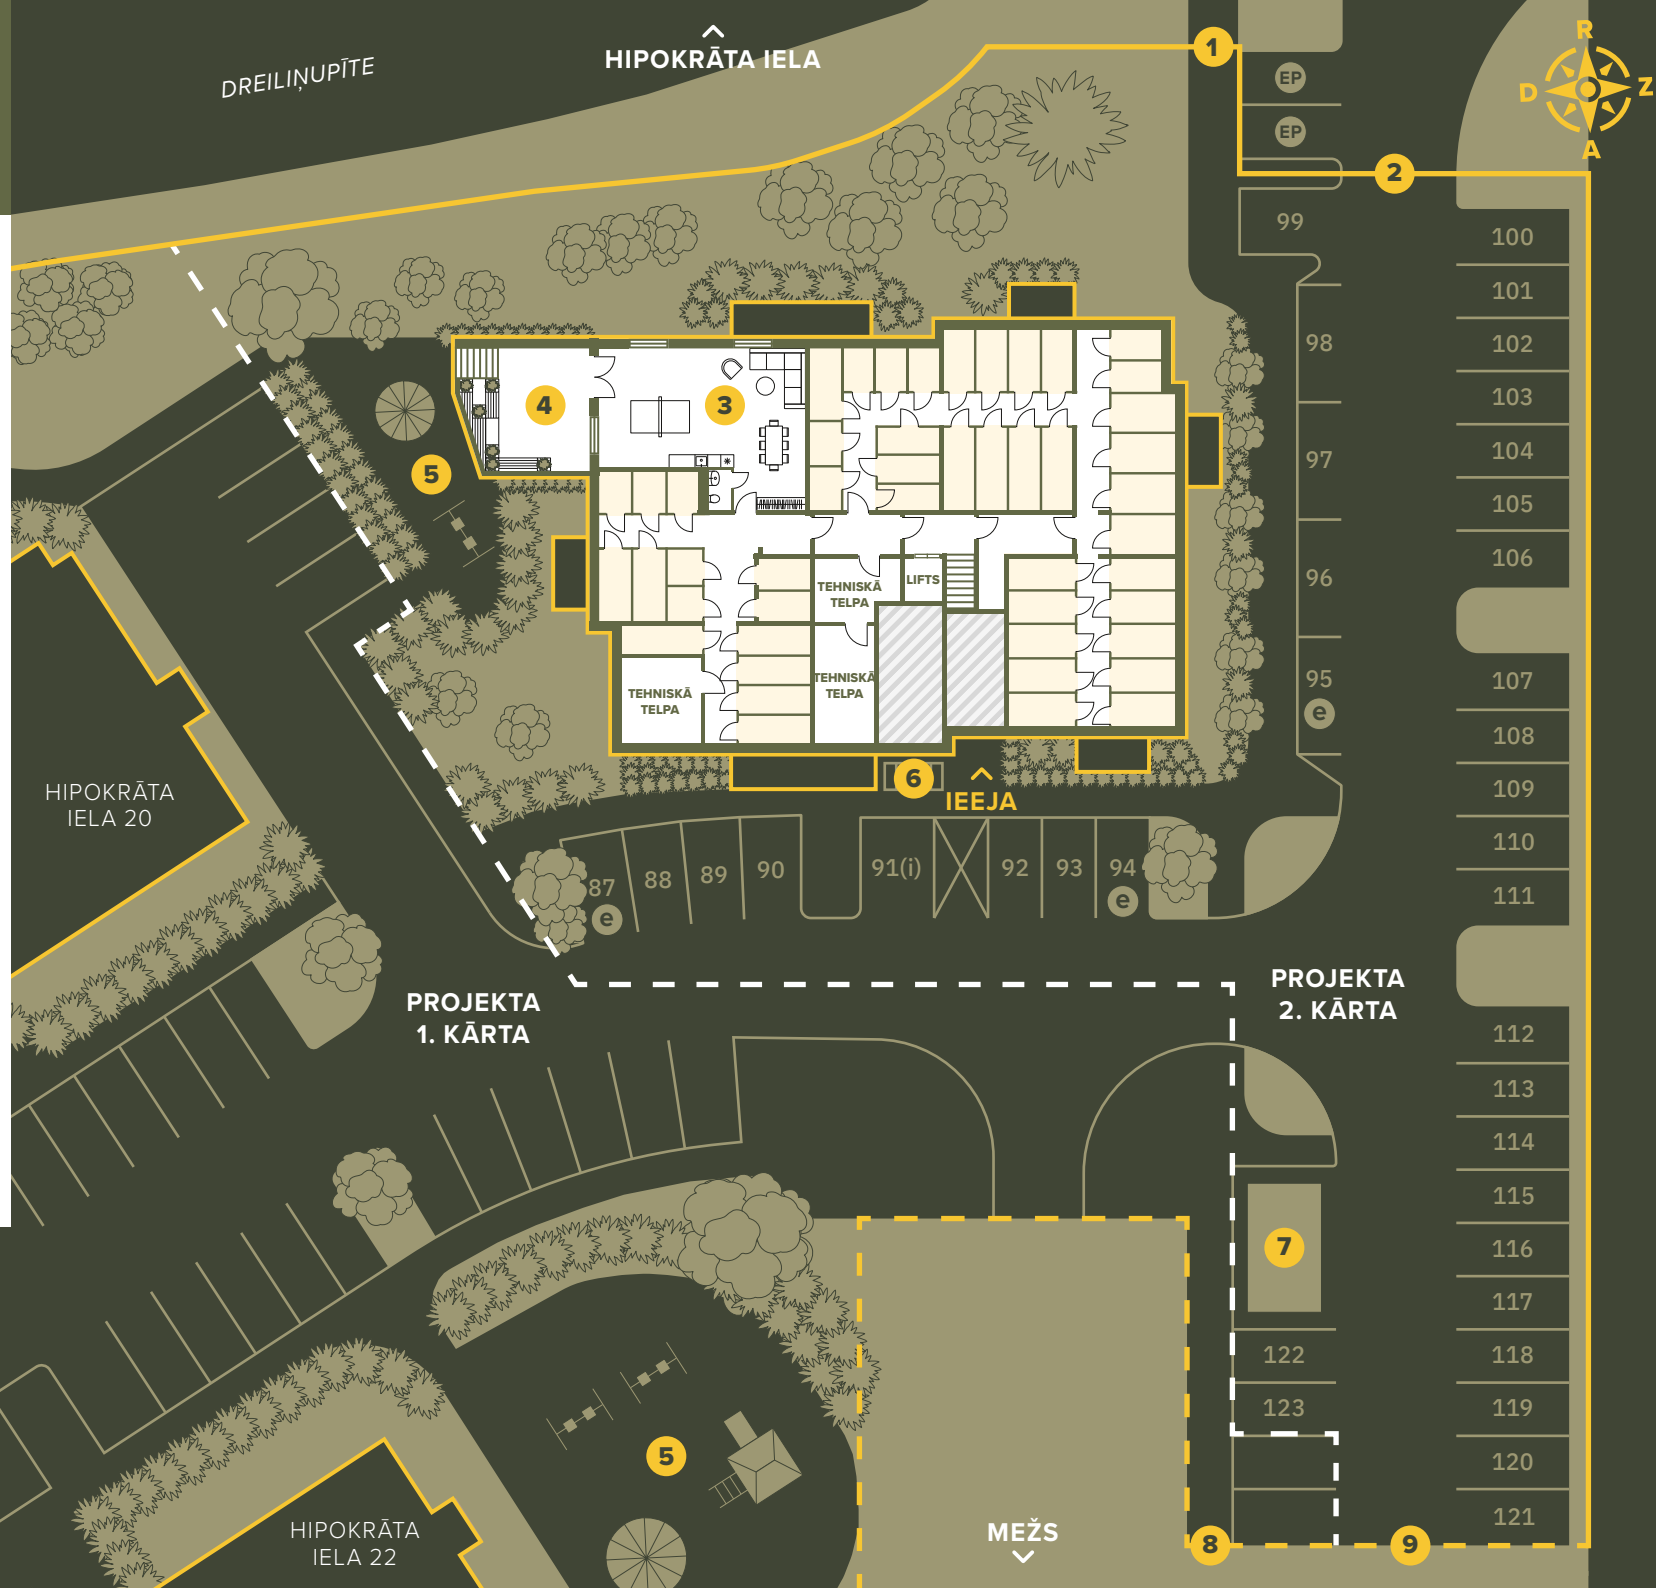 HIPOKRĀTA IELA
DREILIŅUPĪTE
R
D
Z
A
1
2
EP
EP
99
100
101
102
103
104
105
106
98
97
96
95
e
107
108
109
110
111
4
3
5
TEHNISKĀ
TELPA
LIFTS
TEHNISKĀ
TELPA
TEHNISKĀ
TELPA
6
IEEJA
HIPOKRĀTA
IELA 20
87
e
88
89
90
91(i)
92
93
94
e
PROJEKTA
1. KĀRTA
PROJEKTA
2. KĀRTA
112
113
114
115
116
117
118
119
120
121
7
122
123
5
HIPOKRĀTA
IELA 22
MEŽS
8
9